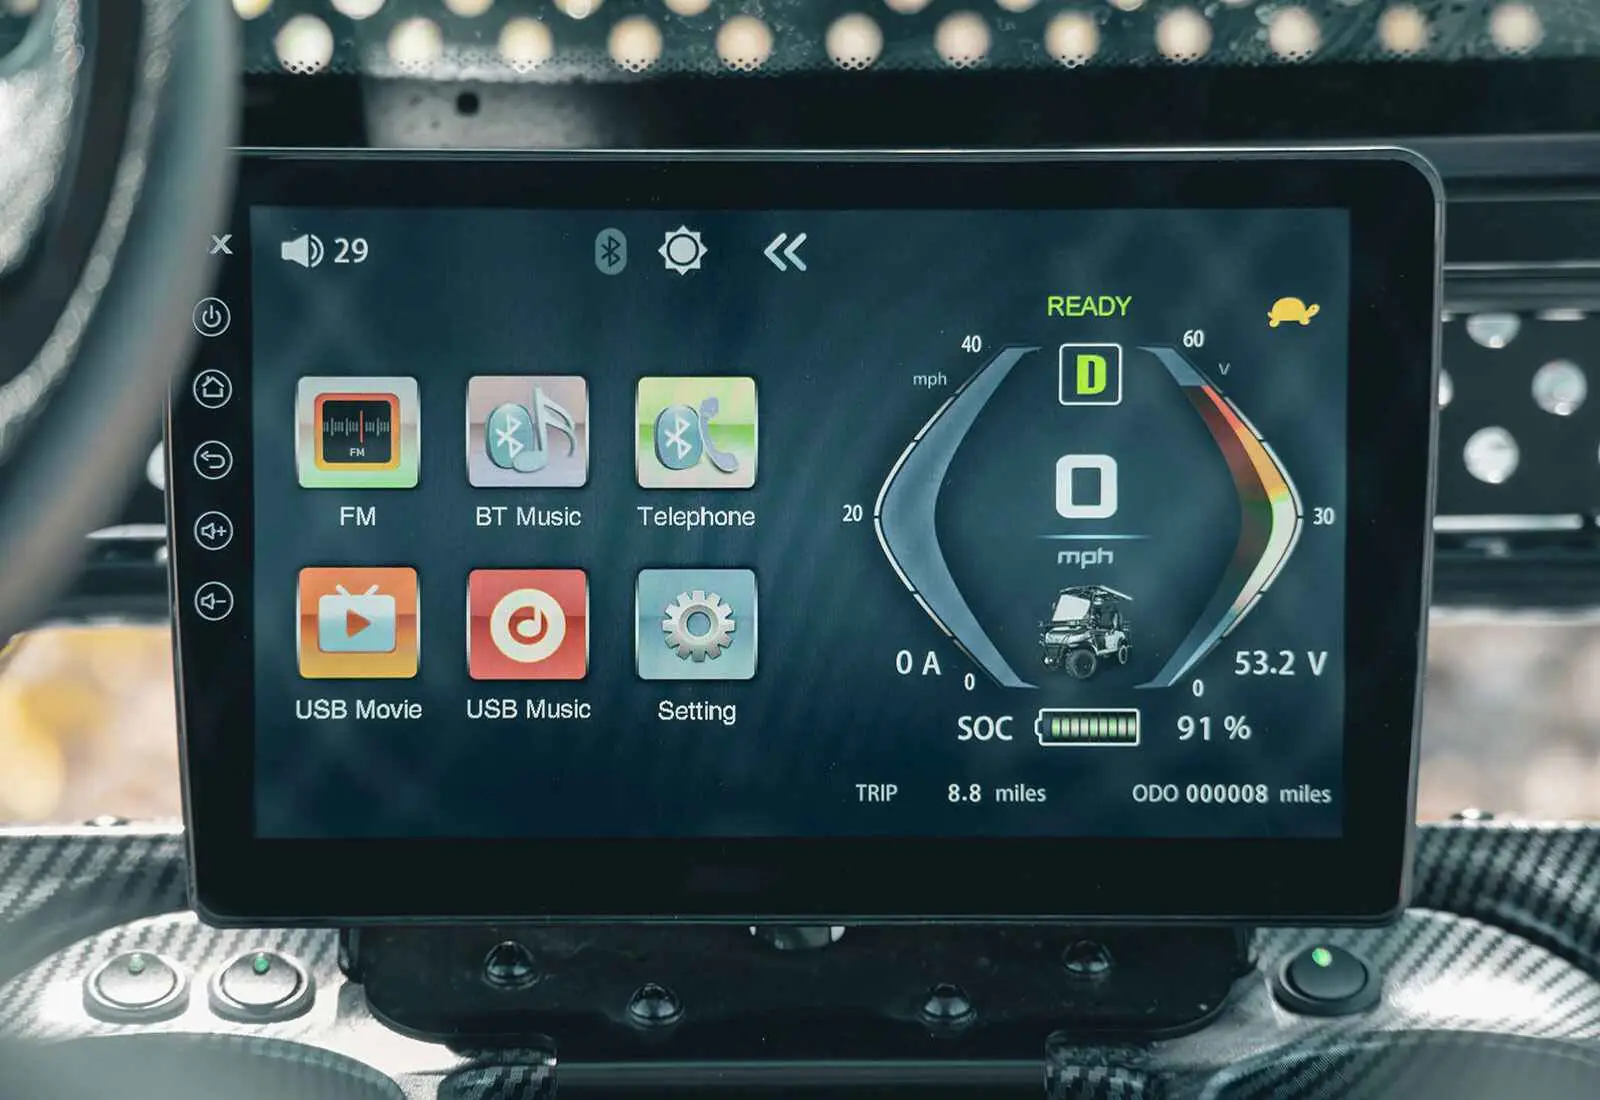 X
29
READY
40
60
mph
V
D
FM
FM
BT Music
Telephone
20
0
30
mph
0 A
0
0
53.2 V
USB Movie
USB Music
Setting
SOC
91 %
TRIP 8.8 miles
ODO 000008 miles